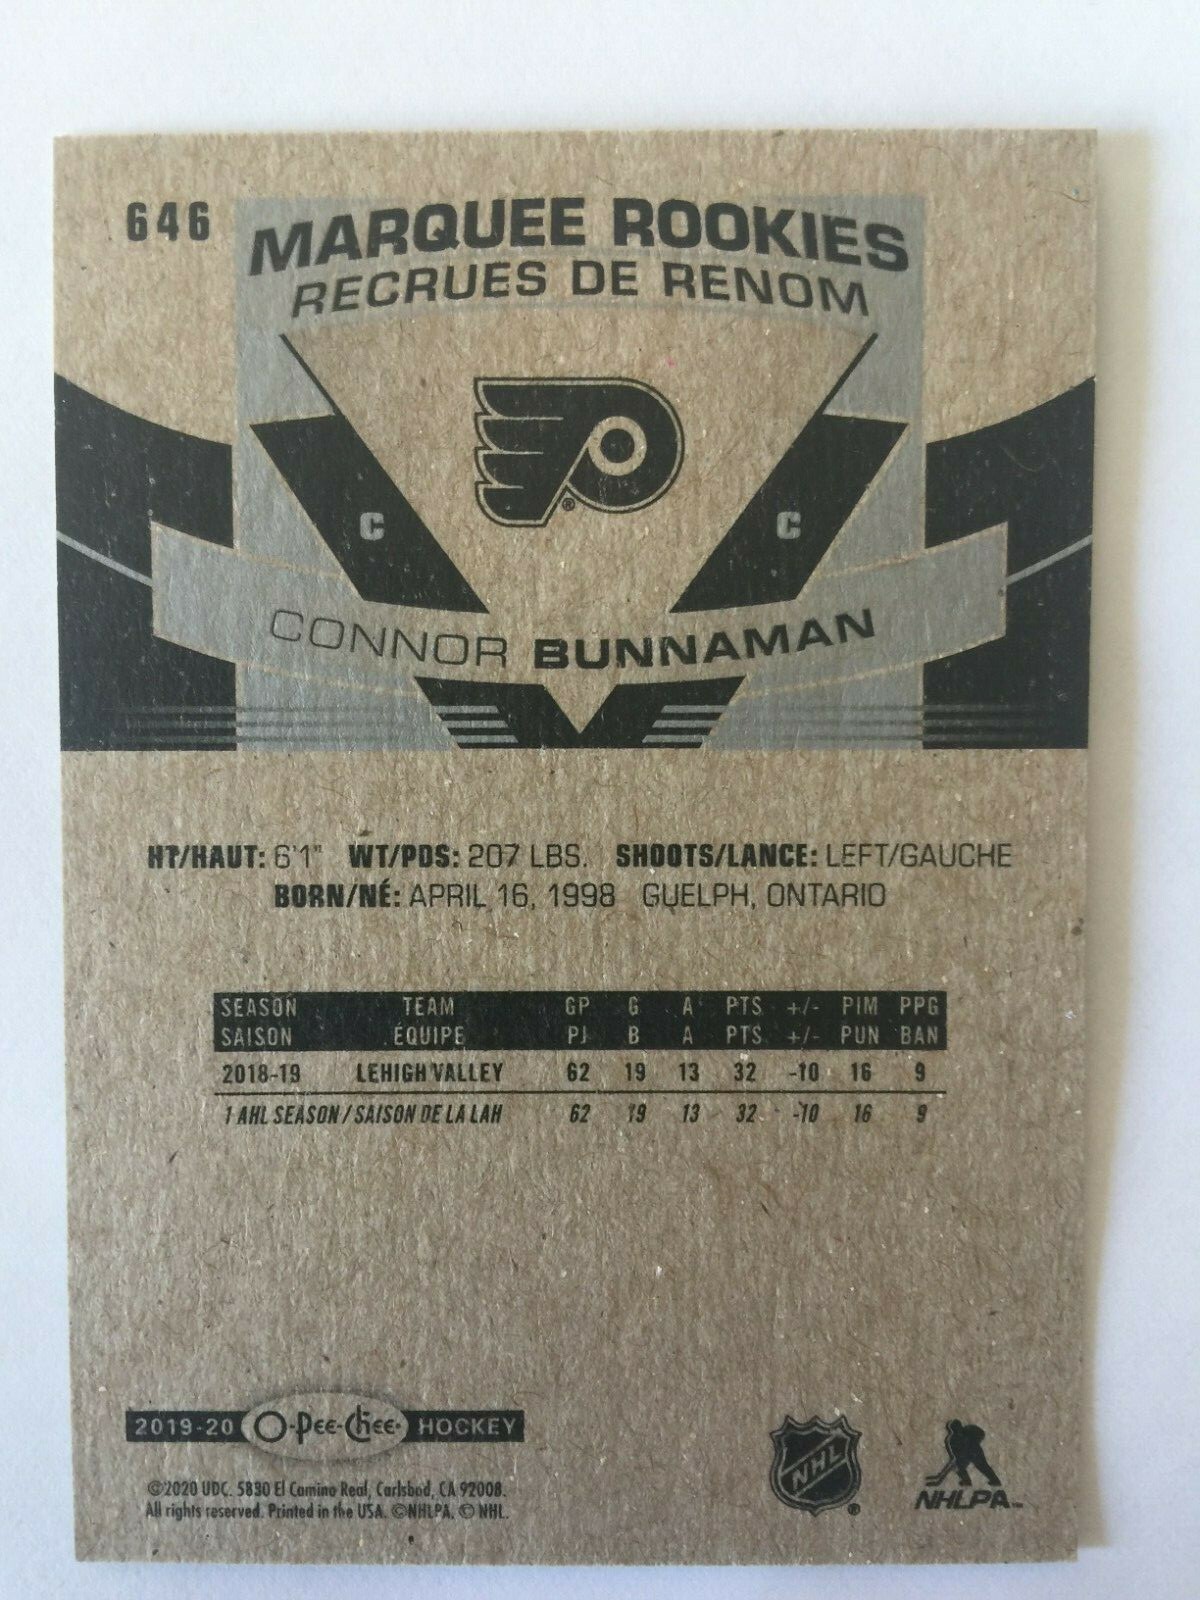 646
MARQUEE ROOKIES
RECRUES DE RENOM
®
C C
CONNOR BUNNAMAN
HT/HAUT: 6'1" WT/PDS: 207 LBS. SHOOTS/LANCE: LEFT/GAUCHE
BORN/NÉ: APRIL 16, 1998 GUELPH, ONTARIO
SEASON TEAM GP G A PTS +/- PIM PPG
SAISON ÉQUIPE PJ B A PTS +/- PUN BAN
2018-19 LEHIGH VALLEY 62 19 13 32 -10 16 9
1 AHL SEASON / SAISON DE LA LAH 62 19 13 32 -10 16 9
2019-20 O-Pee-Chee HOCKEY
©2020 UDC. 5830 El Camino Real, Carlsbad, CA 92008.
All rights reserved. Printed in the USA. ©NHLPA. © NHL.
NHL ®
NHLPA™